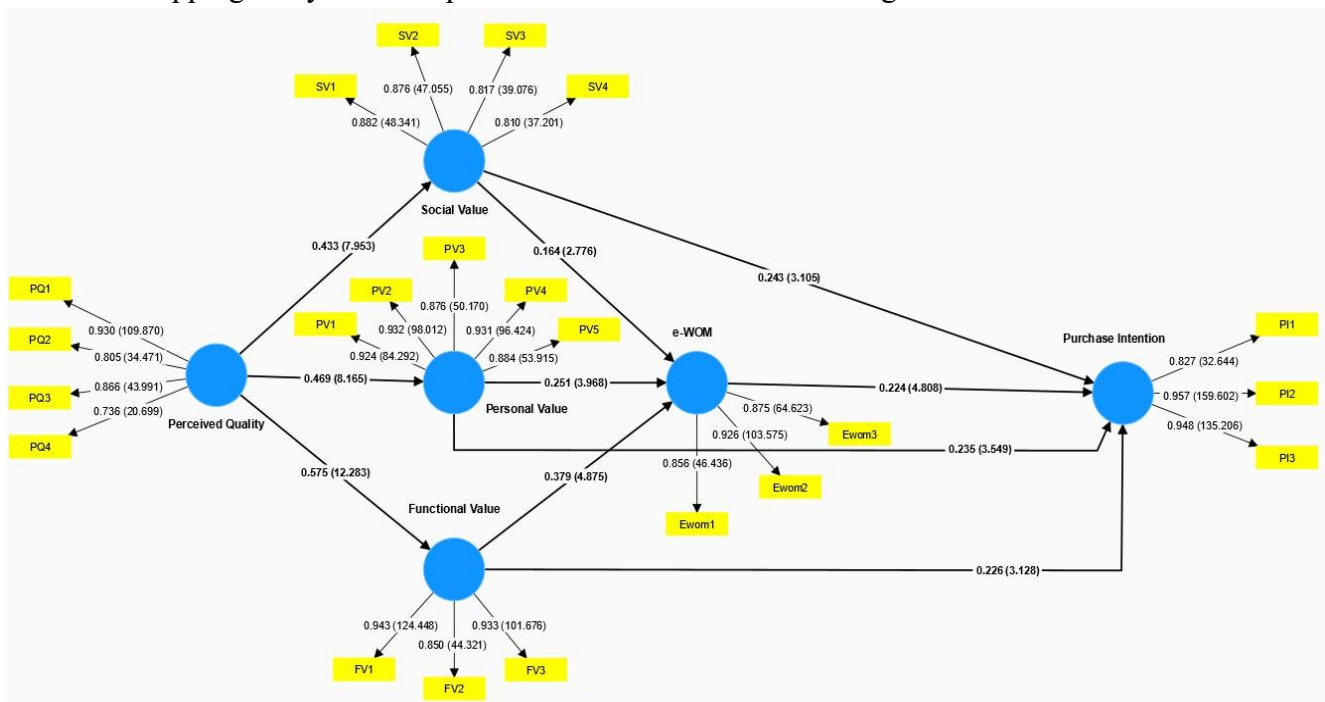 SV2
SV3
SV1
SV4
0.876 (47.055)
0.817 (39.076)
0.882 (48.341)
0.810 (37.201)
Social Value
0.433 (7.953)
0.164 (2.776)
0.243 (3.105)
PV3
PV2
PV4
PV1
PV5
0.876 (50.170)
0.932 (98.012)
0.931 (96.424)
0.924 (84.292)
0.884 (53.915)
Personal Value
PQ1
PQ2
PQ3
PQ4
0.930 (109.870)
0.805 (34.471)
0.866 (43.991)
0.736 (20.699)
Perceived Quality
0.469 (8.165)
0.251 (3.968)
e-WOM
0.224 (4.808)
Purchase Intention
PI1
0.827 (32.644)
0.957 (159.602)
PI2
0.948 (135.206)
PI3
0.875 (64.623)
Ewom3
0.926 (103.575)
0.856 (46.436)
Ewom2
Ewom1
0.235 (3.549)
0.575 (12.283)
0.379 (4.875)
Functional Value
0.226 (3.128)
0.943 (124.448)
0.933 (101.676)
0.850 (44.321)
FV1
FV3
FV2